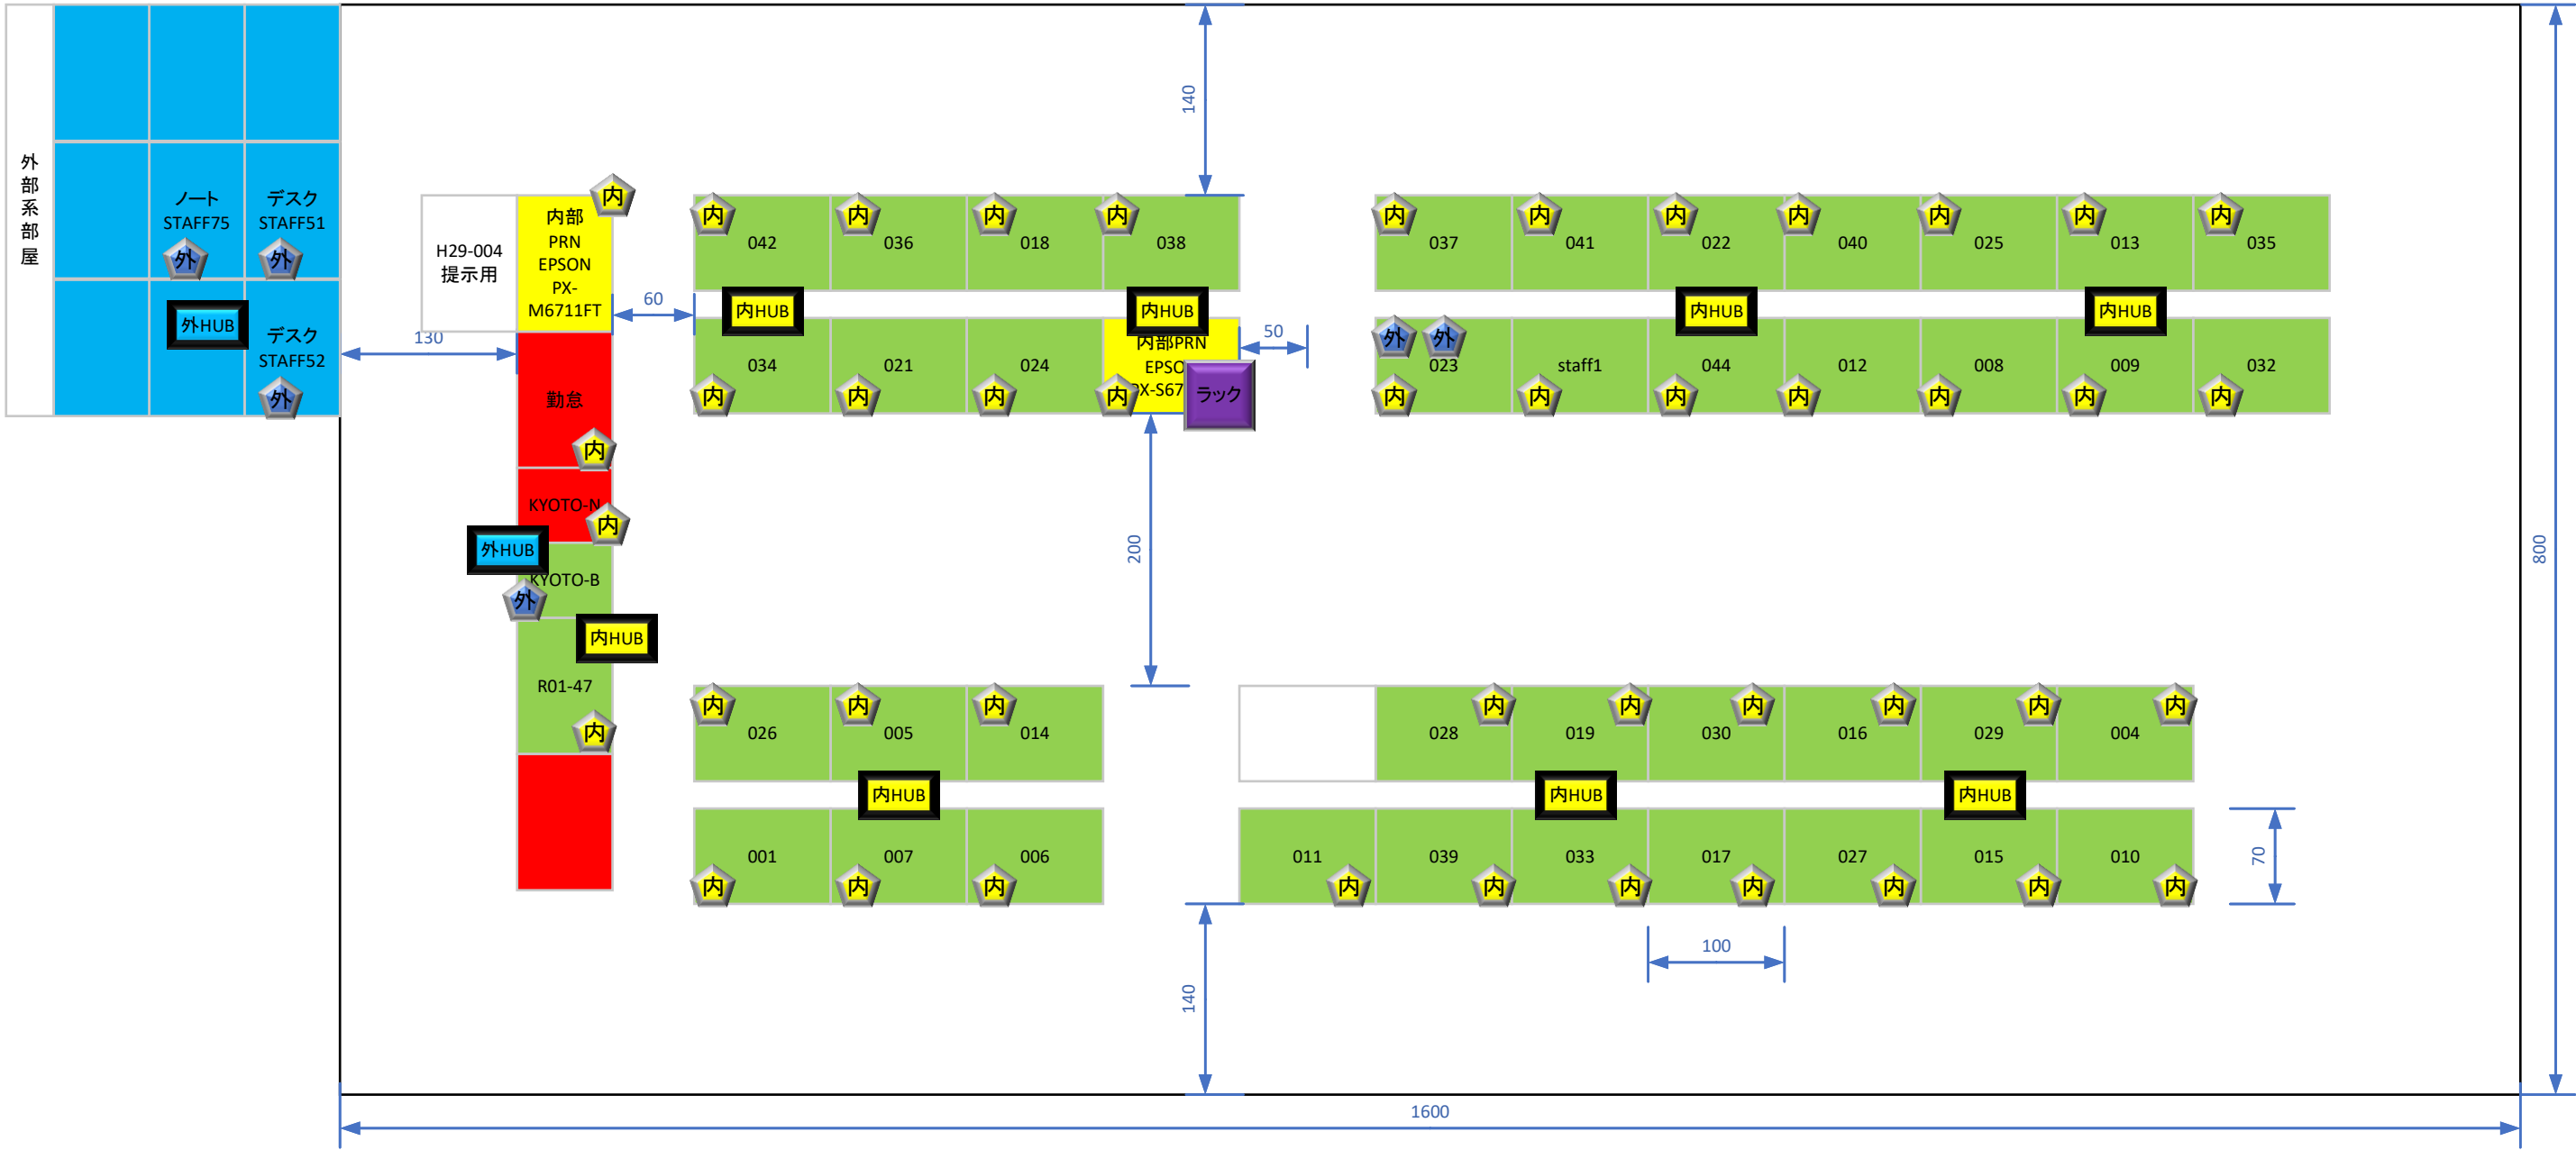 外部系部屋
ノート
STAFF75
外
デスク
STAFF51
外
外HUB
デスク
STAFF52
外
130
H29-004
提示用
内部
PRN
EPSON
PX-
M6711FT
内
勤怠
内
KYOTO-N
内
外HUB
KYOTO-B
外
内HUB
R01-47
内
60
140
内
042
内
036
内
018
内
038
内HUB
内HUB
034
内
021
内
024
内
内部PRN
EPSO
PX-S67
内
ラック
50
200
内
037
内
041
内
022
内
040
内
025
内
013
内
035
内HUB
内HUB
外
外
023
内
staff1
内
044
内
012
内
008
内
009
内
032
内
内
026
内
005
内
014
内HUB
001
内
007
内
006
内
028
内
019
内
030
内
016
内
029
内
004
内
内HUB
内HUB
011
内
039
内
033
内
017
内
027
内
015
内
010
内
70
100
140
800
1600